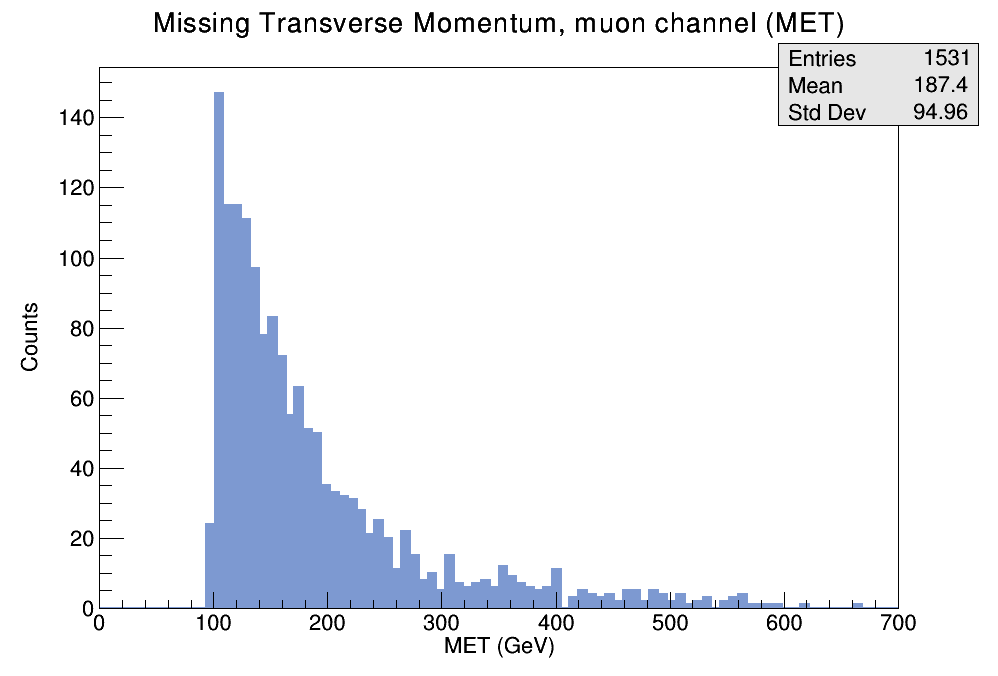 Missing Transverse Momentum, muon channel (MET)
Entries 1531
Mean 187.4
Std Dev 94.96
140
120
100
80
60
40
20
0
Counts
0 100 200 300 400 500 600 700
MET (GeV)